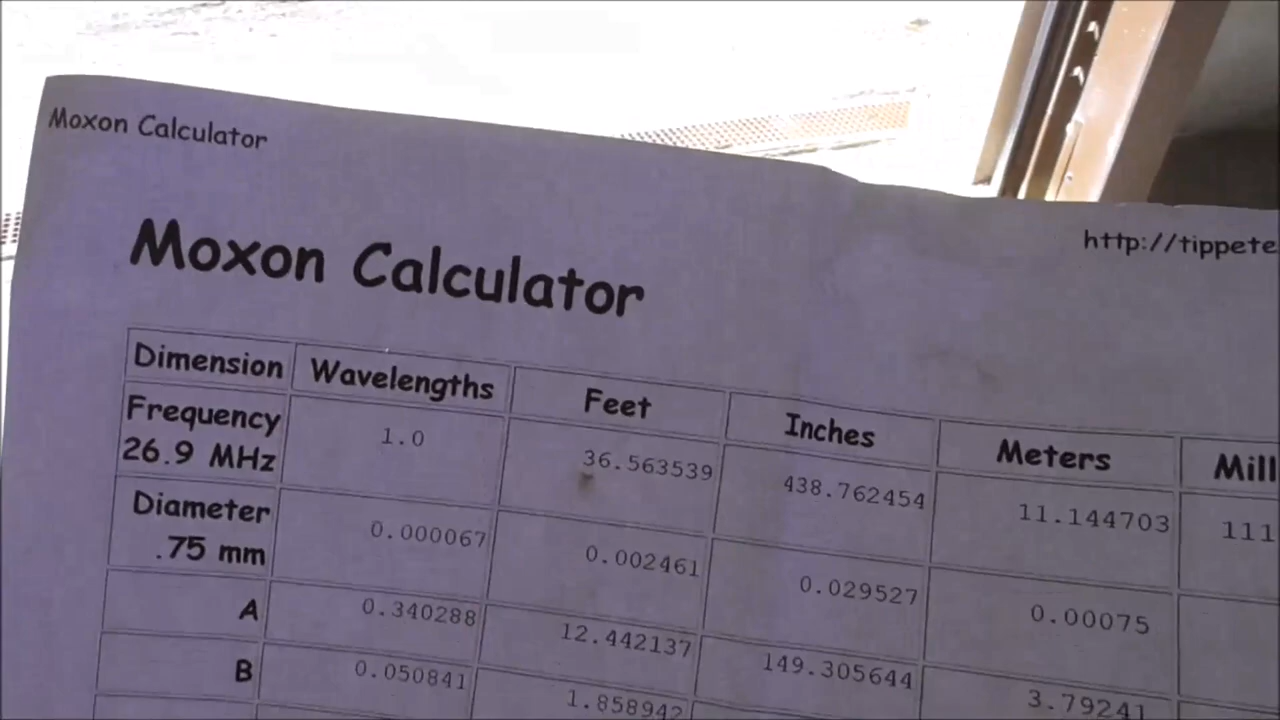 Moxon Calculator
http://tippete
Moxon Calculator
Dimension Wavelengths Feet Inches Meters Mill
Frequency
26.9 MHz 1.0 36.563539 438.762454 11.144703 111
Diameter
.75 mm 0.000067 0.002461 0.029527 0.00075
A 0.340288 12.442137 149.305644 3.79241
B 0.050841 1.858942